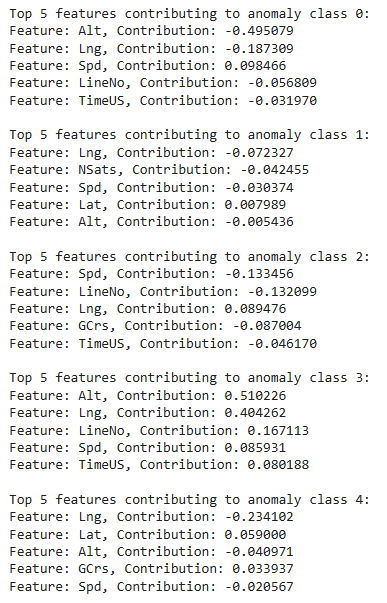 Top 5 features contributing to anomaly class 0:
Feature: Alt, Contribution: -0.495079
Feature: Lng, Contribution: -0.187309
Feature: Spd, Contribution: 0.098466
Feature: LineNo, Contribution: -0.056809
Feature: TimeUS, Contribution: -0.031970
Top 5 features contributing to anomaly class 1:
Feature: Lng, Contribution: -0.072327
Feature: NSats, Contribution: -0.042455
Feature: Spd, Contribution: -0.030374
Feature: Lat, Contribution: 0.007989
Feature: Alt, Contribution: -0.005436
Top 5 features contributing to anomaly class 2:
Feature: Spd, Contribution: -0.133456
Feature: LineNo, Contribution: -0.132099
Feature: Lng, Contribution: 0.089476
Feature: GCrs, Contribution: -0.087004
Feature: TimeUS, Contribution: -0.046170
Top 5 features contributing to anomaly class 3:
Feature: Alt, Contribution: 0.510226
Feature: Lng, Contribution: 0.404262
Feature: LineNo, Contribution: 0.167113
Feature: Spd, Contribution: 0.085931
Feature: TimeUS, Contribution: 0.080188
Top 5 features contributing to anomaly class 4:
Feature: Lng, Contribution: -0.234102
Feature: Lat, Contribution: 0.059000
Feature: Alt, Contribution: -0.040971
Feature: GCrs, Contribution: 0.033937
Feature: Spd, Contribution: -0.020567